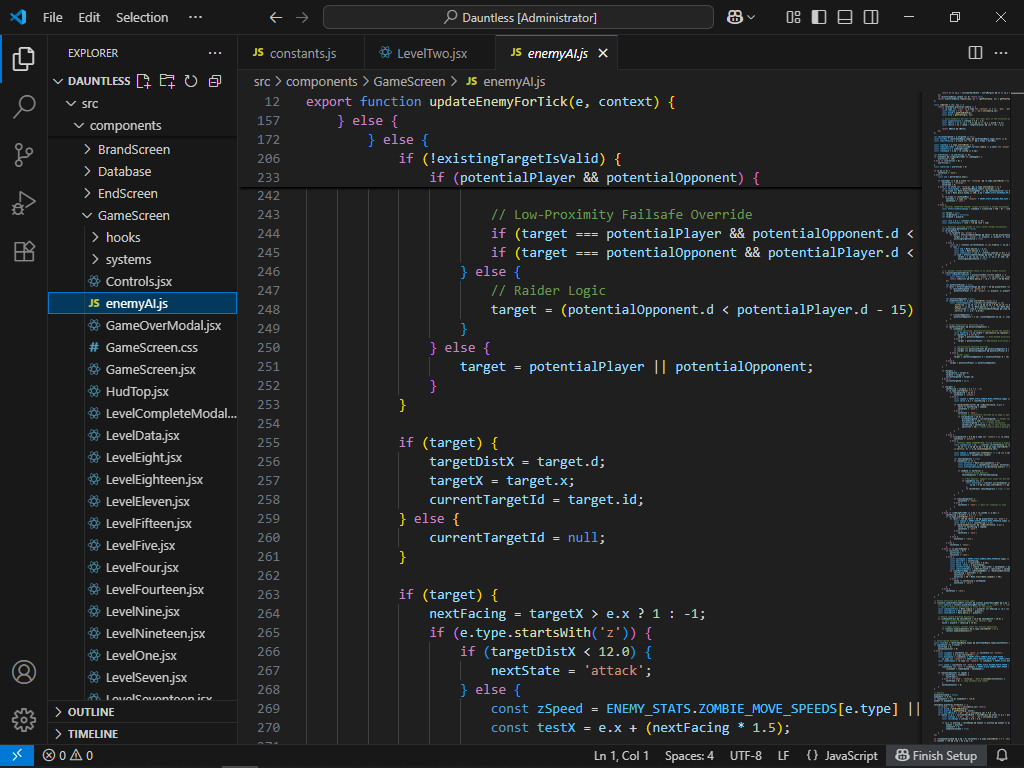 File Edit Selection ··· Dauntless [Administrator]
EXPLORER ···
DAUNTLESS
src
components
BrandScreen
Database
EndScreen
GameScreen
hooks
systems
Controls.jsx
JS enemyAI.js
GameOverModal.jsx
# GameScreen.css
GameScreen.jsx
HudTop.jsx
LevelCompleteModal...
LevelData.jsx
LevelEight.jsx
LevelEighteen.jsx
LevelEleven.jsx
LevelFifteen.jsx
LevelFive.jsx
LevelFour.jsx
LevelFourteen.jsx
LevelNine.jsx
LevelNineteen.jsx
LevelOne.jsx
LevelSeven.jsx
LevelSeventeen.jsx
OUTLINE
TIMELINE
JS constants.js LevelTwo.jsx JS enemyAI.js
src > components > GameScreen > JS enemyAI.js
12 export function updateEnemyForTick(e, context) {
157 } else {
172 } else {
206 if (!existingTargetIsValid) {
233 if (potentialPlayer && potentialOpponent) {
242
243 // Low-Proximity Failsafe Override
244 if (target === potentialPlayer && potentialOpponent.d <
245 if (target === potentialOpponent && potentialPlayer.d <
246 } else {
247 // Raider Logic
248 target = (potentialOpponent.d < potentialPlayer.d - 15)
249 }
250 } else {
251 target = potentialPlayer || potentialOpponent;
252 }
253 }
254
255 if (target) {
256 targetDistX = target.d;
257 targetX = target.x;
258 currentTargetId = target.id;
259 } else {
260 currentTargetId = null;
261 }
262
263 if (target) {
264 nextFacing = targetX > e.x ? 1 : -1;
265 if (e.type.startsWith('z')) {
266 if (targetDistX < 12.0) {
267 nextState = 'attack';
268 } else {
269 const zSpeed = ENEMY_STATS.ZOMBIE_MOVE_SPEEDS[e.type] ||
270 const testX = e.x + (nextFacing * 1.5);
271
0 0 Ln 1, Col 1 Spaces: 4 UTF-8 LF {} JavaScript Finish Setup